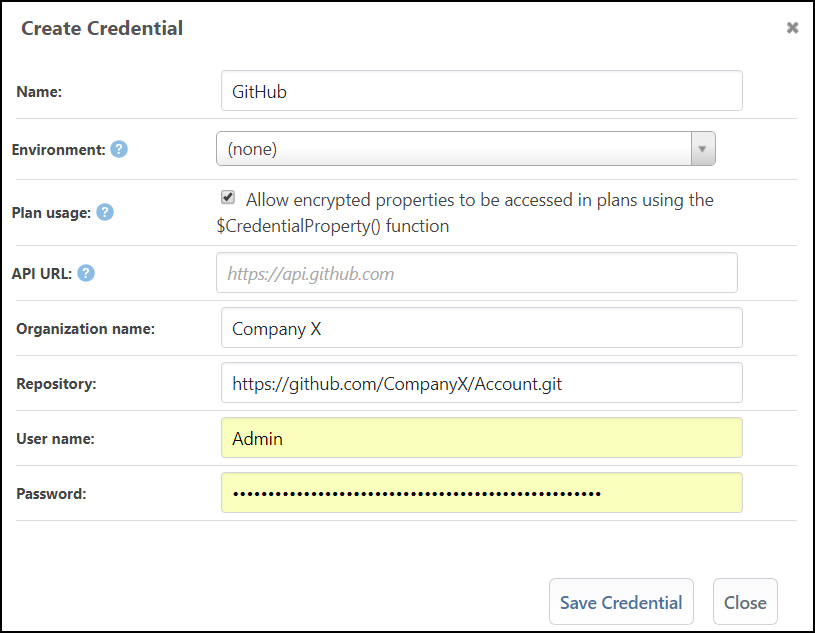 Create Credential
Name: GitHub
Environment: ? (none)
Plan usage: ? Allow encrypted properties to be accessed in plans using the
$CredentialProperty() function
API URL: ? https://api.github.com
Organization name: Company X
Repository: https://github.com/CompanyX/Account.git
User name: Admin
Password: ••••••••••••••••••••••••••••••••••••••••••••••••••••
Save Credential Close